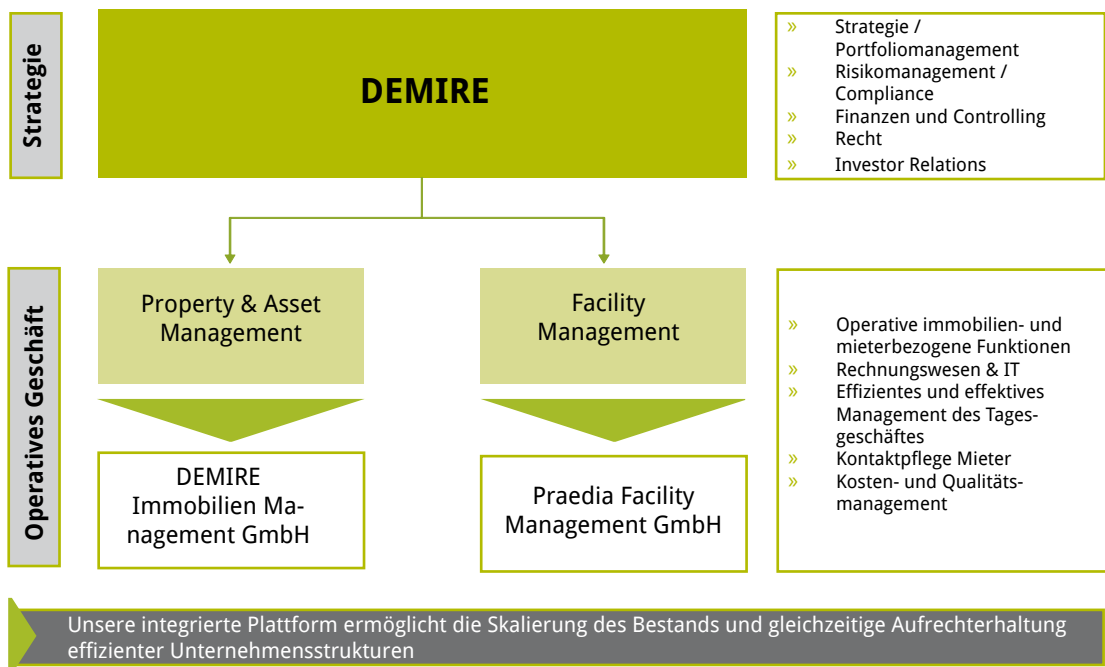 Strategie
DEMIRE
» Strategie /
Portfoliomanagement
» Risikomanagement /
Compliance
» Finanzen und Controlling
» Recht
» Investor Relations
Operatives Geschäft
Property & Asset
Management
Facility
Management
DEMIRE
Immobilien Ma-
nagement GmbH
Praedia Facility
Management GmbH
» Operative immobilien- und
mieterbezogene Funktionen
» Rechnungswesen & IT
» Effizientes und effektives
Management des Tages-
geschäftes
» Kontaktpflege Mieter
» Kosten- und Qualitäts-
management
Unsere integrierte Plattform ermöglicht die Skalierung des Bestands und gleichzeitige Aufrechterhaltung
effizienter Unternehmensstrukturen